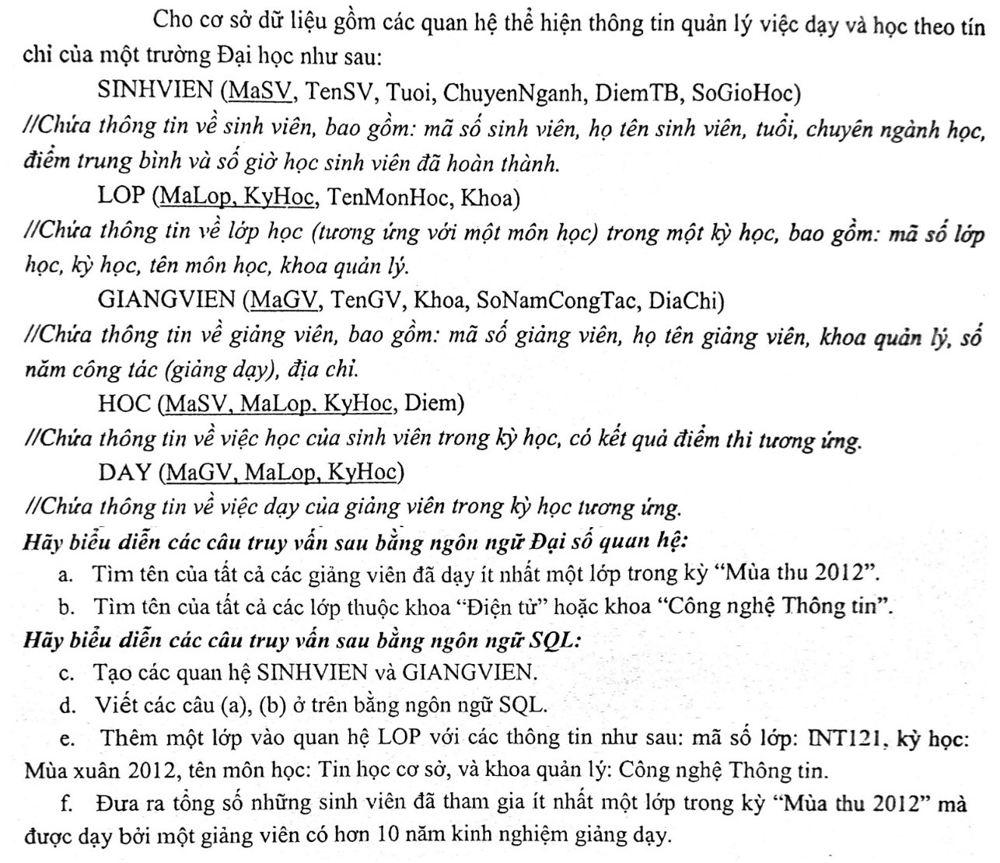 Cho cơ sở dữ liệu gồm các quan hệ thể hiện thông tin quản lý việc dạy và học theo tín
chỉ của một trường Đại học như sau:
SINHVIEN (MaSV, TenSV, Tuoi, ChuyenNganh, DiemTB, SoGioHoc)
//Chứa thông tin về sinh viên, bao gồm: mã số sinh viên, họ tên sinh viên, tuổi, chuyên ngành học,
điểm trung bình và số giờ học sinh viên đã hoàn thành.
LOP (MaLop, KyHoc, TenMonHoc, Khoa)
//Chứa thông tin về lớp học (tương ứng với một môn học) trong một kỳ học, bao gồm: mã số lớp
học, kỳ học, tên môn học, khoa quản lý.
GIANGVIEN (MaGV, TenGV, Khoa, SoNamCongTac, DiaChi)
//Chứa thông tin về giảng viên, bao gồm: mã số giảng viên, họ tên giảng viên, khoa quản lý, số
năm công tác (giảng dạy), địa chỉ.
HOC (MaSV, MaLop. KyHoc, Diem)
//Chứa thông tin về việc học của sinh viên trong kỳ học, có kết quả điểm thi tương ứng.
DAY (MaGV, MaLop, KyHoc)
//Chứa thông tin về việc dạy của giảng viên trong kỳ học tương ứng.
Hãy biểu diễn các câu truy vấn sau bằng ngôn ngữ Đại số quan hệ:
a. Tìm tên của tất cả các giảng viên đã dạy ít nhất một lớp trong kỳ “Mùa thu 2012”.
b. Tìm tên của tất cả các lớp thuộc khoa “Điện tử” hoặc khoa “Công nghệ Thông tin”.
Hãy biểu diễn các câu truy vấn sau bằng ngôn ngữ SQL:
c. Tạo các quan hệ SINHVIEN và GIANGVIEN.
d. Viết các câu (a), (b) ở trên bằng ngôn ngữ SQL.
e. Thêm một lớp vào quan hệ LOP với các thông tin như sau: mã số lớp: INT121, kỳ học:
Mùa xuân 2012, tên môn học: Tin học cơ sở, và khoa quản lý: Công nghệ Thông tin.
f. Đưa ra tổng số những sinh viên đã tham gia ít nhất một lớp trong kỳ “Mùa thu 2012” mà
được dạy bởi một giảng viên có hơn 10 năm kinh nghiệm giảng dạy.